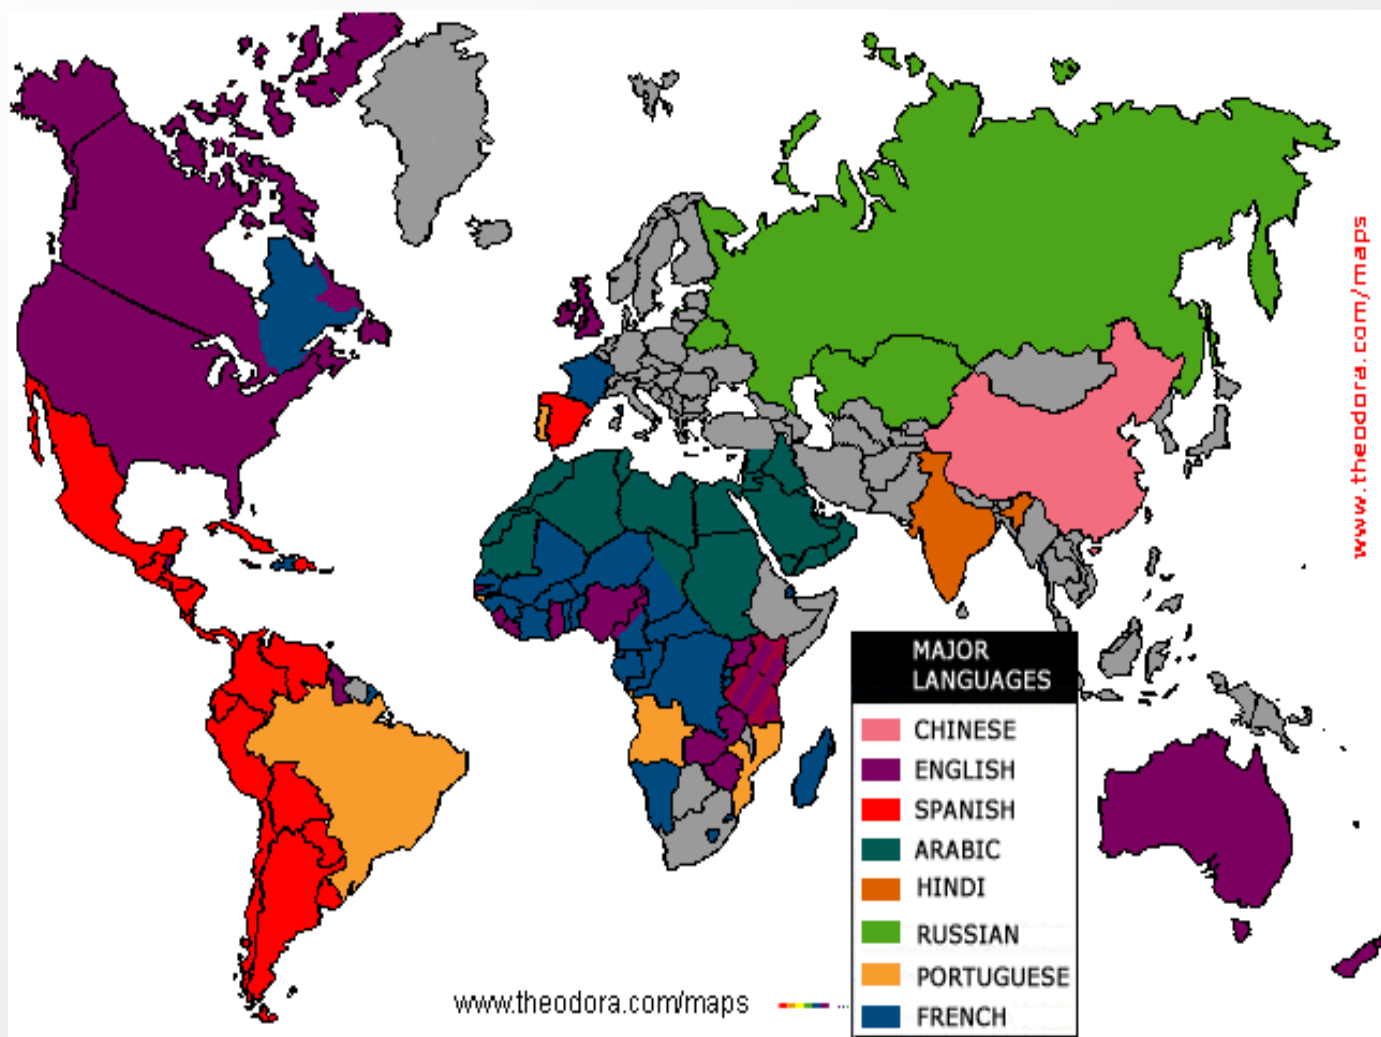 www.theodora.com/maps
MAJOR
LANGUAGES
CHINESE
ENGLISH
SPANISH
ARABIC
HINDI
RUSSIAN
PORTUGUESE
FRENCH
www.theodora.com/maps